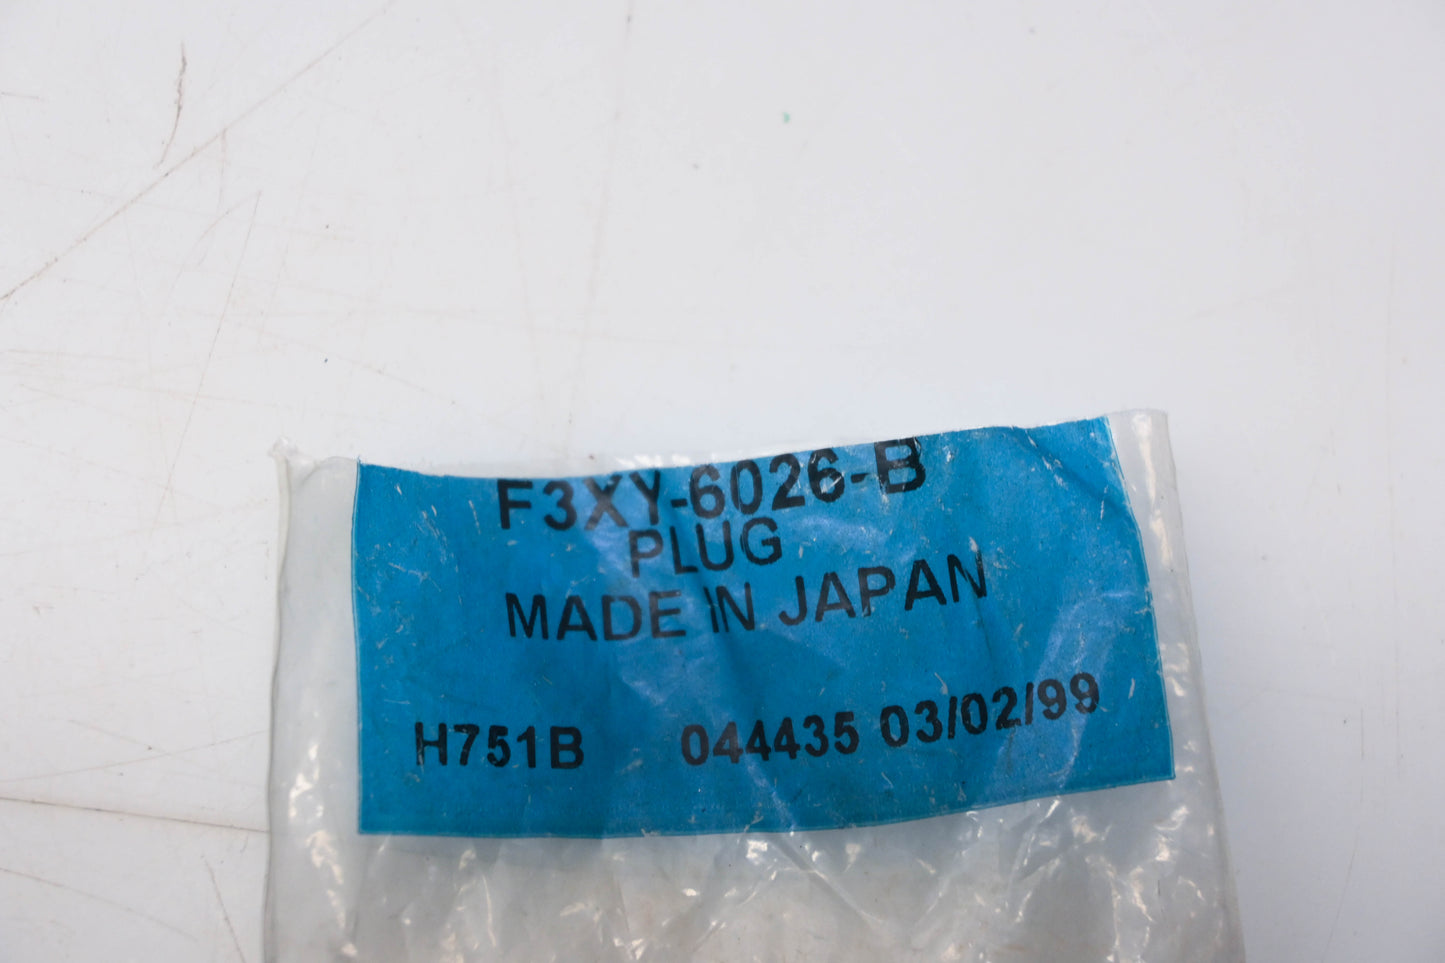 F3XY-6026-B
PLUG
MADE IN JAPAN
H751B 044435 03/02/99